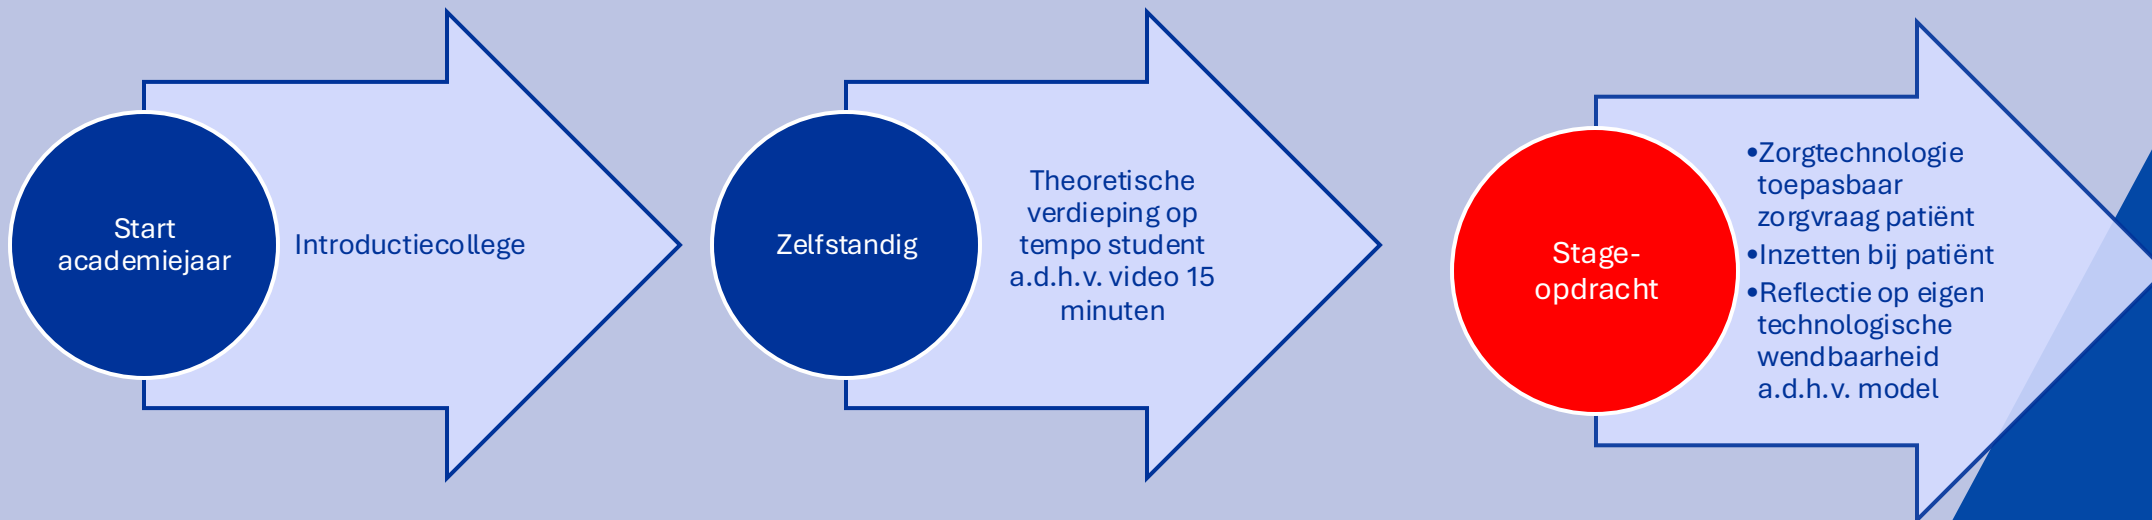 Start
academiejaar
Introductiecollege
Zelfstandig
Theoretische
verdieping op
tempo student
a.d.h.v. video 15
minuten
Stage-
opdracht
•Zorgtechnologie
toepasbaar
zorgvraag patiënt
•Inzetten bij patiënt
•Reflectie op eigen
technologische
wendbaarheid
a.d.h.v. model